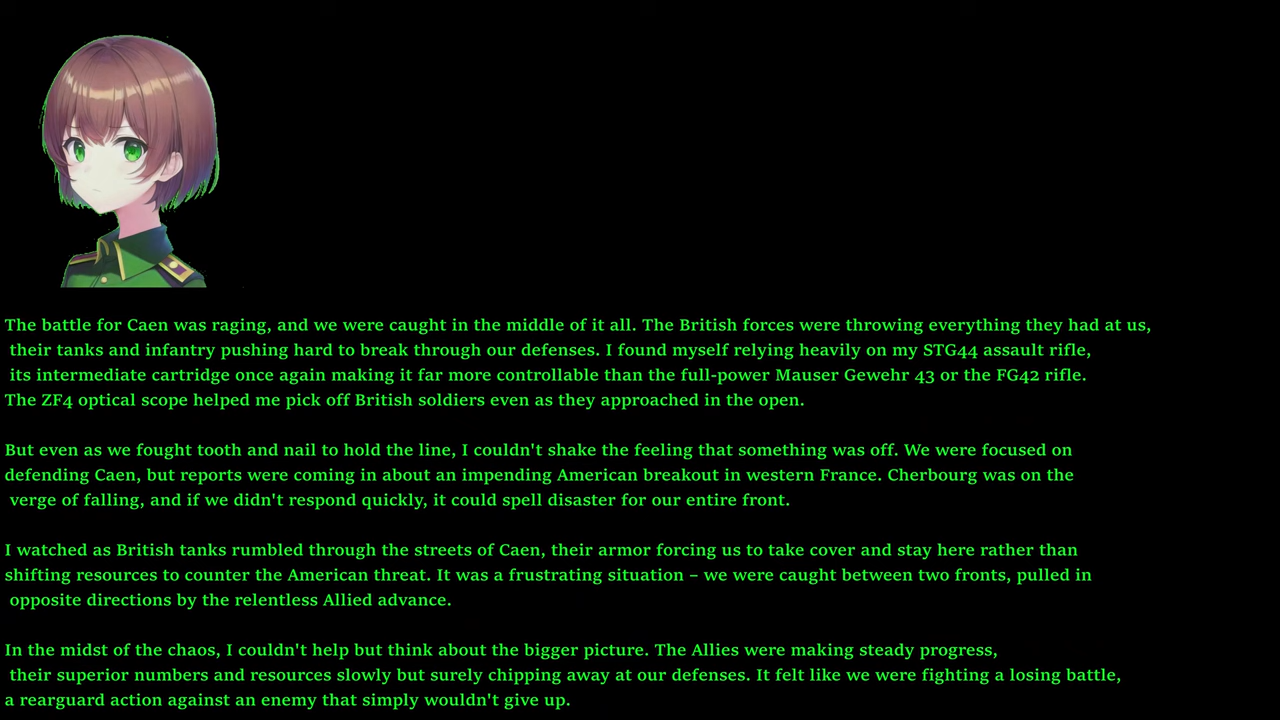 The battle for Caen was raging, and we were caught in the middle of it all. The British forces were throwing everything they had at us,
their tanks and infantry pushing hard to break through our defenses. I found myself relying heavily on my STG44 assault rifle,
its intermediate cartridge once again making it far more controllable than the full-power Mauser Gewehr 43 or the FG42 rifle.
The ZF4 optical scope helped me pick off British soldiers even as they approached in the open.
But even as we fought tooth and nail to hold the line, I couldn't shake the feeling that something was off. We were focused on
defending Caen, but reports were coming in about an impending American breakout in western France. Cherbourg was on the
verge of falling, and if we didn't respond quickly, it could spell disaster for our entire front.
I watched as British tanks rumbled through the streets of Caen, their armor forcing us to take cover and stay here rather than
shifting resources to counter the American threat. It was a frustrating situation – we were caught between two fronts, pulled in
opposite directions by the relentless Allied advance.
In the midst of the chaos, I couldn't help but think about the bigger picture. The Allies were making steady progress,
their superior numbers and resources slowly but surely chipping away at our defenses. It felt like we were fighting a losing battle,
a rearguard action against an enemy that simply wouldn't give up.